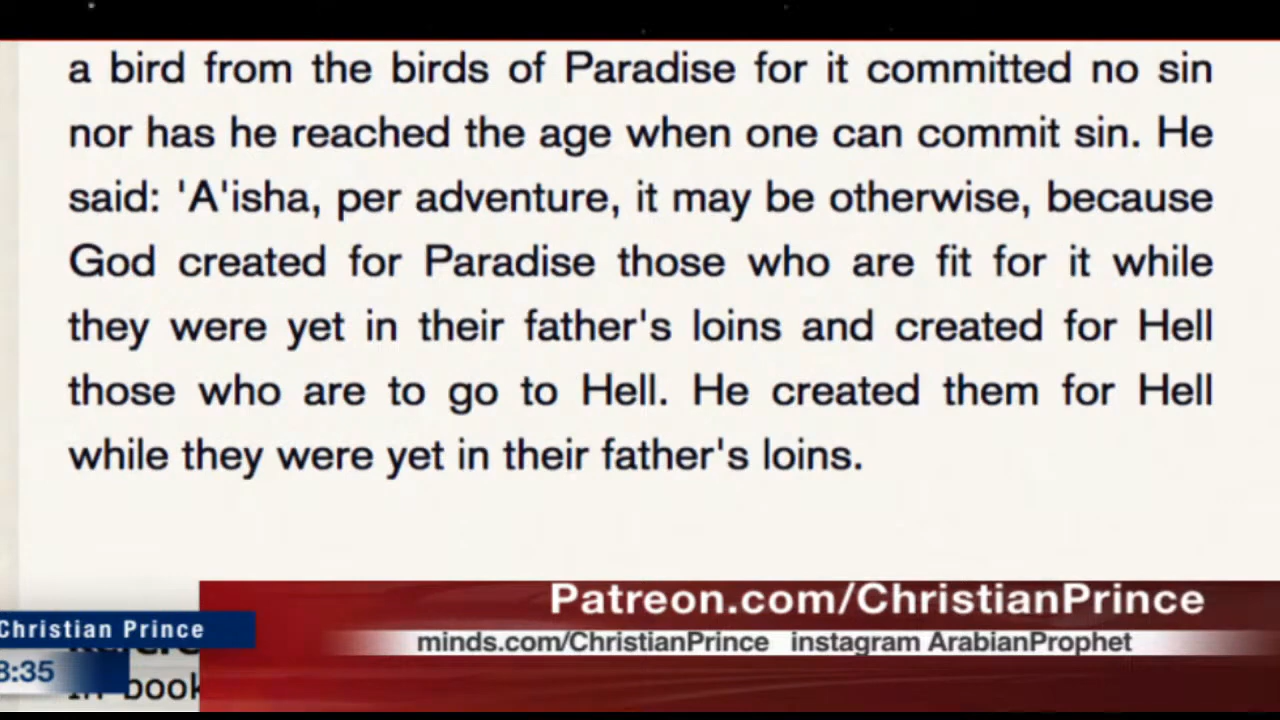 a bird from the birds of Paradise for it committed no sin
nor has he reached the age when one can commit sin. He
said: 'A'isha, per adventure, it may be otherwise, because
God created for Paradise those who are fit for it while
they were yet in their father's loins and created for Hell
those who are to go to Hell. He created them for Hell
while they were yet in their father's loins.
Patreon.com/ChristianPrince
Christian Prince
minds.com/ChristianPrince instagram ArabianProphet
8:35
In book